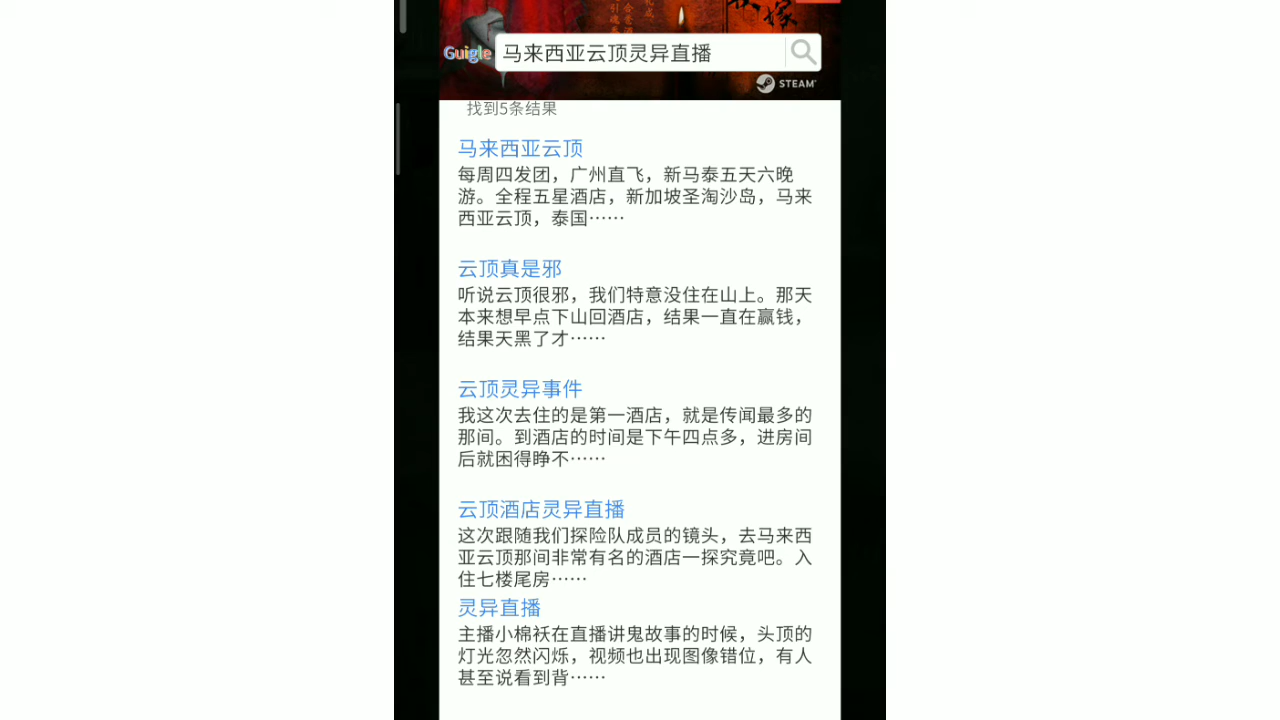 Guigle
马来西亚云顶灵异直播
STEAM
找到5条结果
马来西亚云顶
每周四发团，广州直飞，新马泰五天六晚
游。全程五星酒店，新加坡圣淘沙岛，马来
西亚云顶，泰国……
云顶真是邪
听说云顶很邪，我们特意没住在山上。那天
本来想早点下山回酒店，结果一直在赢钱，
结果天黑了才……
云顶灵异事件
我这次去住的是第一酒店，就是传闻最多的
那间。到酒店的时间是下午四点多，进房间
后就困得睁不……
云顶酒店灵异直播
这次跟随我们探险队成员的镜头，去马来西
亚云顶那间非常有名的酒店一探究竟吧。入
住七楼尾房……
灵异直播
主播小棉袄在直播讲鬼故事的时候，头顶的
灯光忽然闪烁，视频也出现图像错位，有人
甚至说看到背……